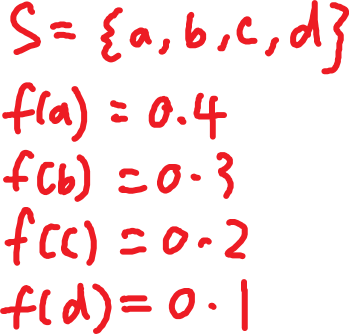 S = {a, b, c, d}
f(a) = 0.4
f(b) = 0.3
f(c) = 0.2
f(d) = 0.1